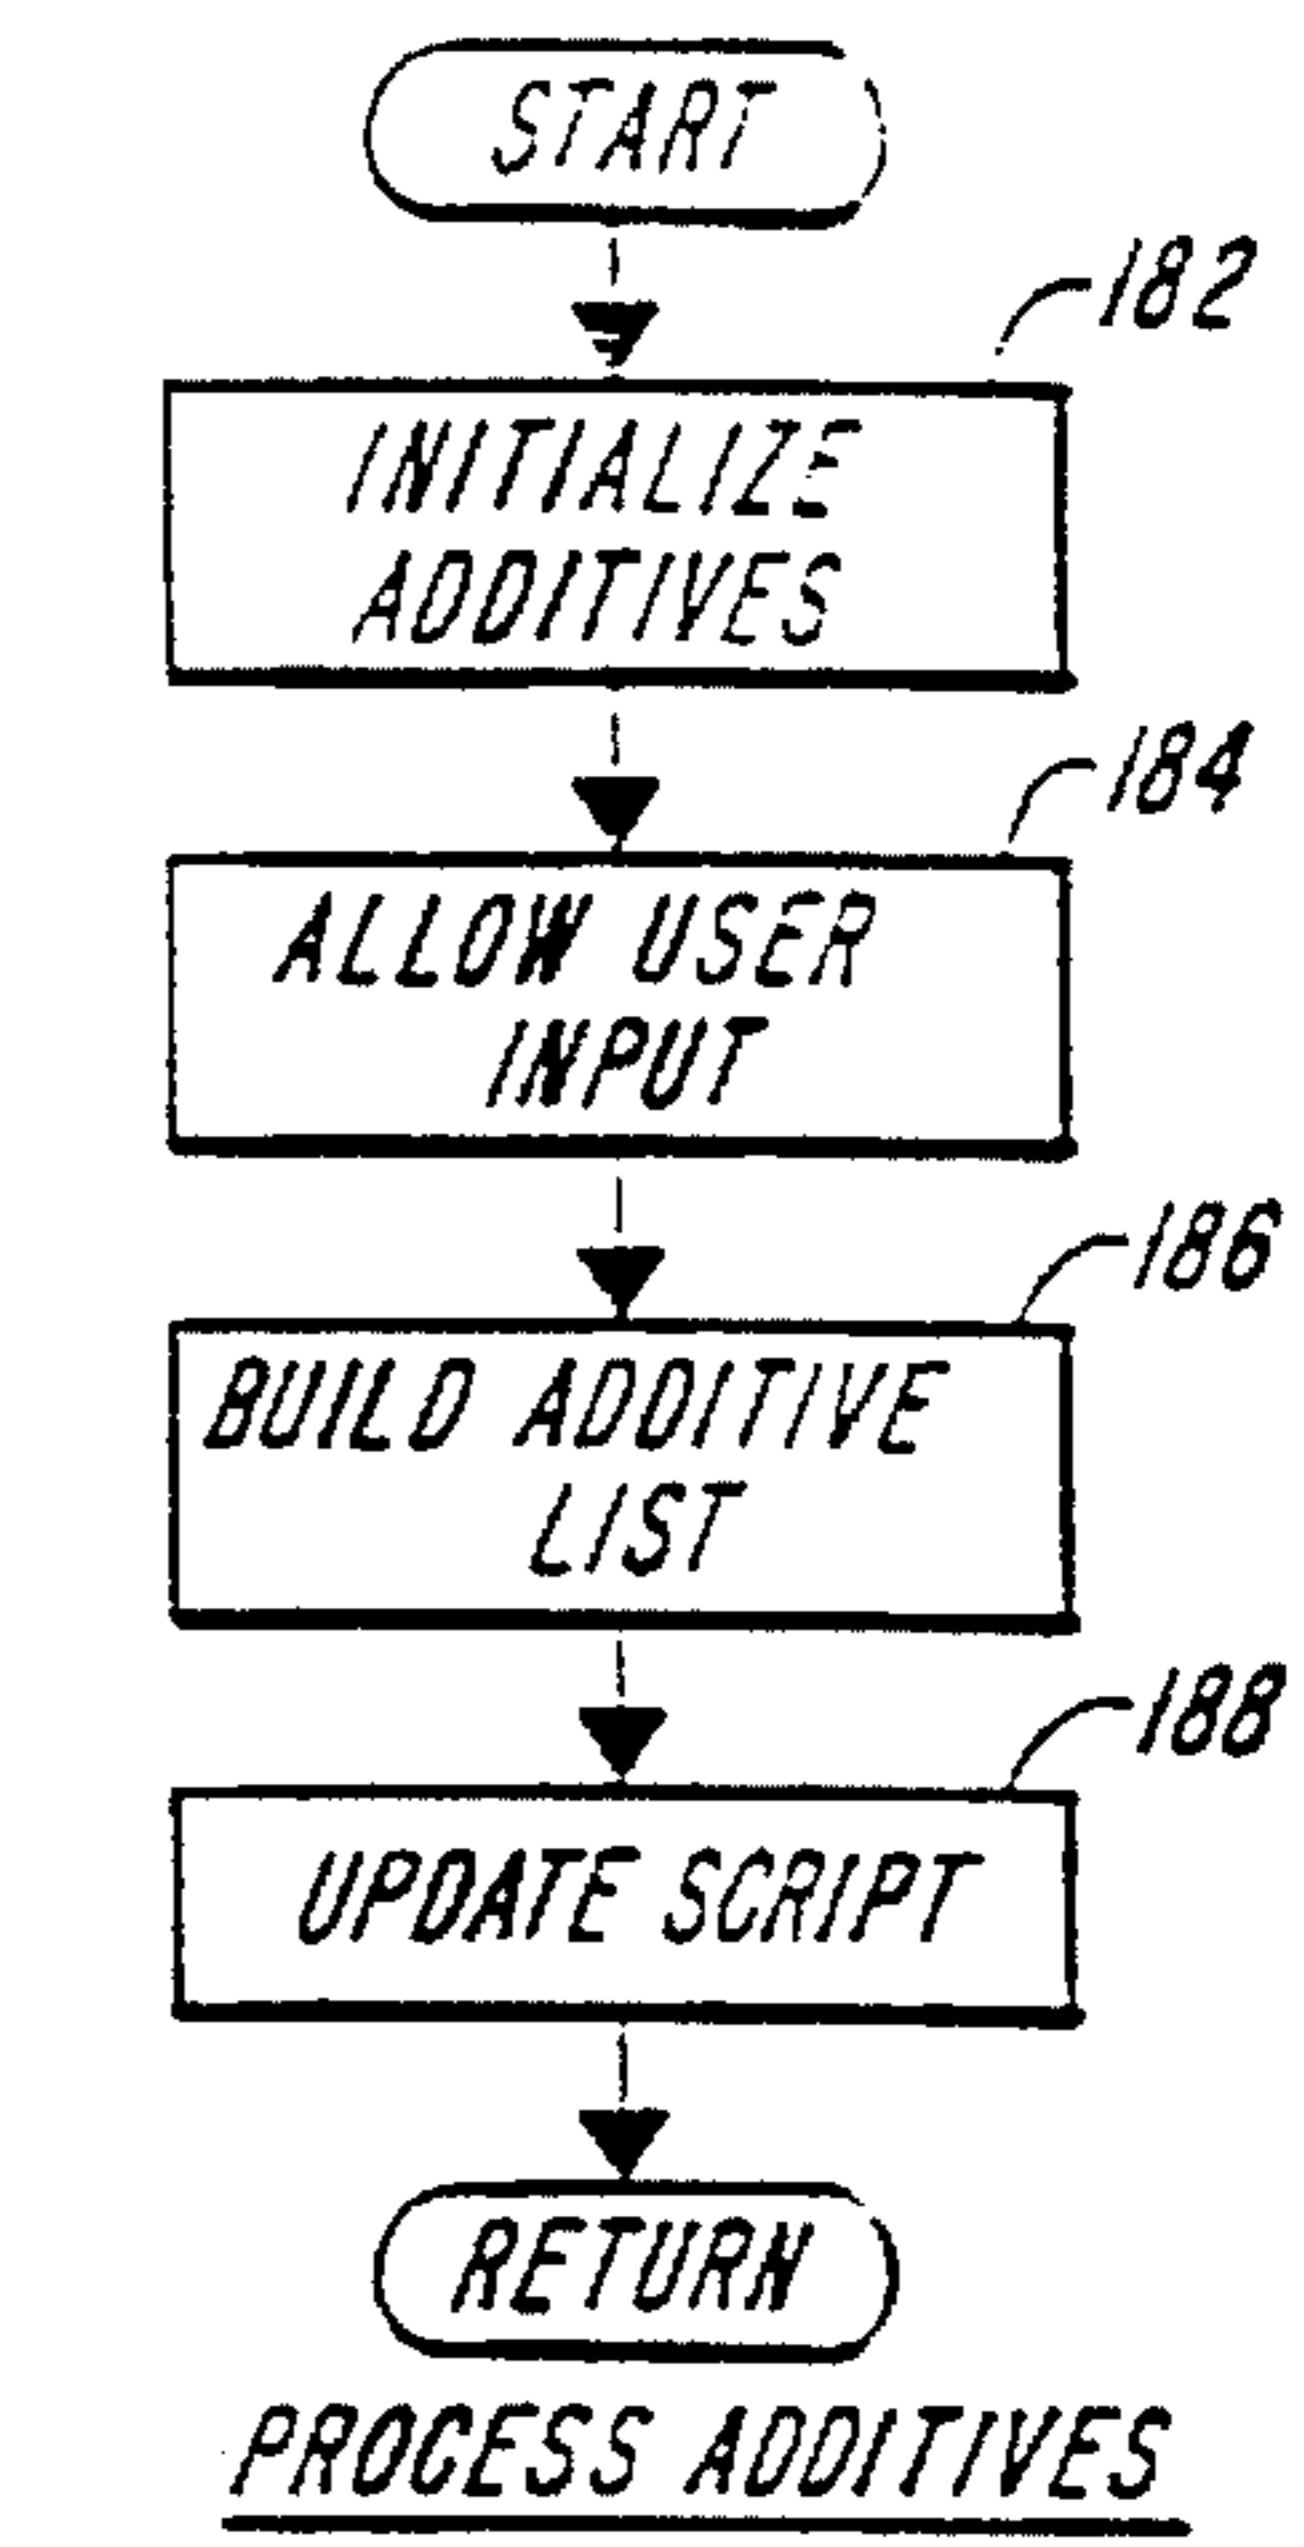 START
182
INITIALIZE
ADDITIVES
184
ALLOW USER
INPUT
186
BUILD ADDITIVE
LIST
188
UPDATE SCRIPT
RETURN
PROCESS ADDITIVES